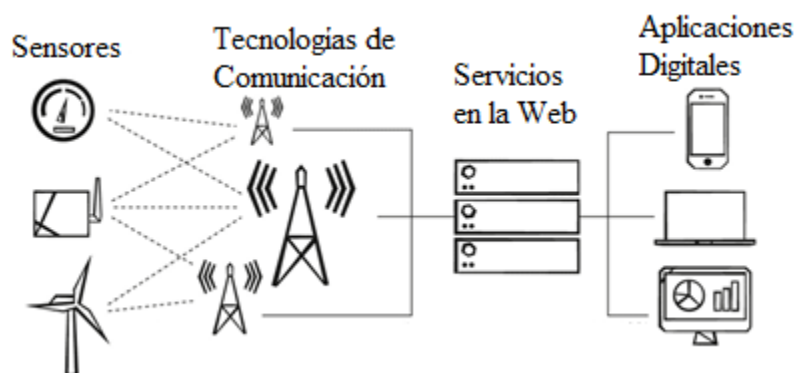 Sensores
Tecnologías de
Comunicación
Servicios
en la Web
Aplicaciones
Digitales